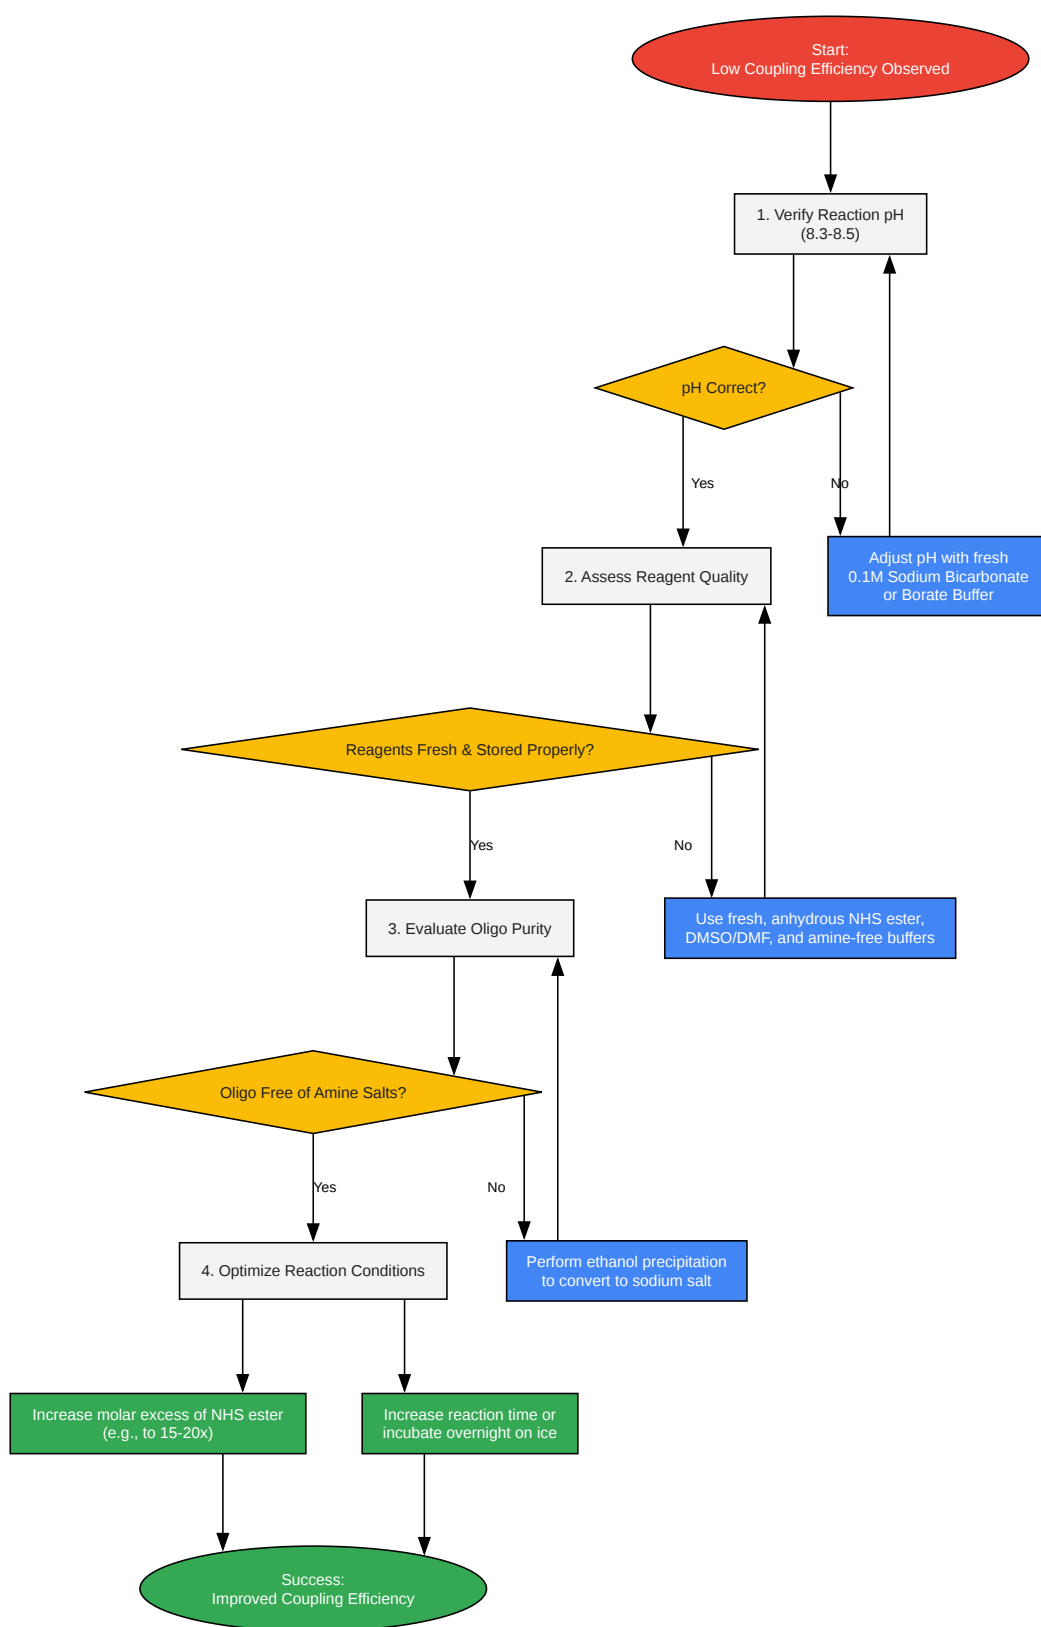 Start:
Low Coupling Efficiency Observed
1. Verify Reaction pH
(8.3-8.5)
pH Correct?
Yes
No
Adjust pH with fresh
0.1M Sodium Bicarbonate
or Borate Buffer
2. Assess Reagent Quality
Reagents Fresh & Stored Properly?
Yes
No
Use fresh, anhydrous NHS ester,
DMSO/DMF, and amine-free buffers
3. Evaluate Oligo Purity
Oligo Free of Amine Salts?
Yes
No
Perform ethanol precipitation
to convert to sodium salt
4. Optimize Reaction Conditions
Increase molar excess of NHS ester
(e.g., to 15-20x)
Increase reaction time or
incubate overnight on ice
Success:
Improved Coupling Efficiency